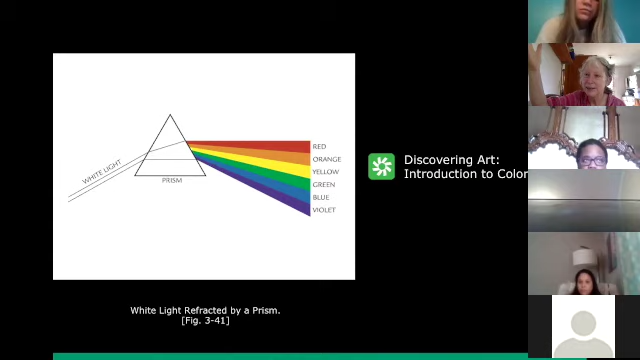 WHITE LIGHT
PRISM
RED
ORANGE
YELLOW
GREEN
BLUE
VIOLET
Discovering Art:
Introduction to Color
White Light Refracted by a Prism.
[Fig. 3-41]